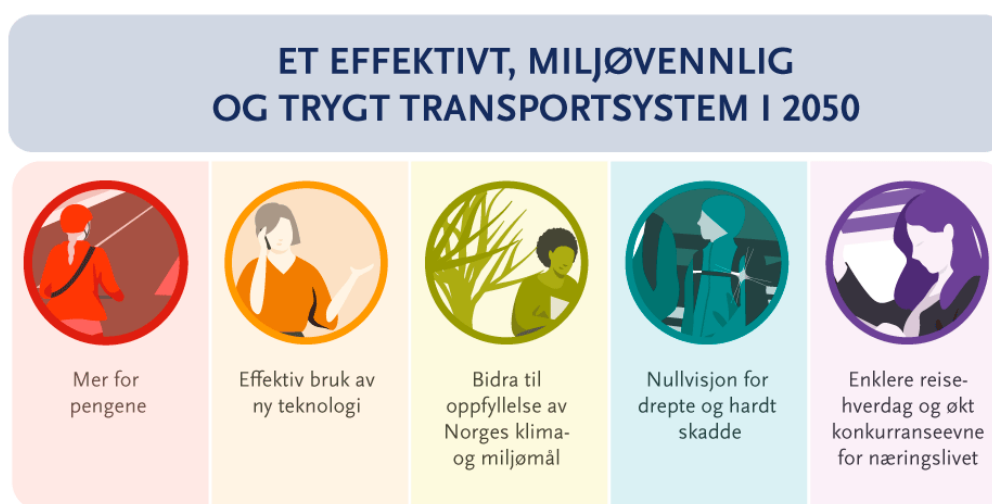 ET EFFEKTIVT, MILJØVENNLIG
OG TRYGT TRANSPORTSYSTEM I 2050
Mer for
pengene
Effektiv bruk av
ny teknologi
Bidra til
oppfyllelse av
Norges klima-
og miljømål
Nullvisjon for
drepte og hardt
skadde
Enklere reise-
hverdag og økt
konkurranseevne
for næringslivet